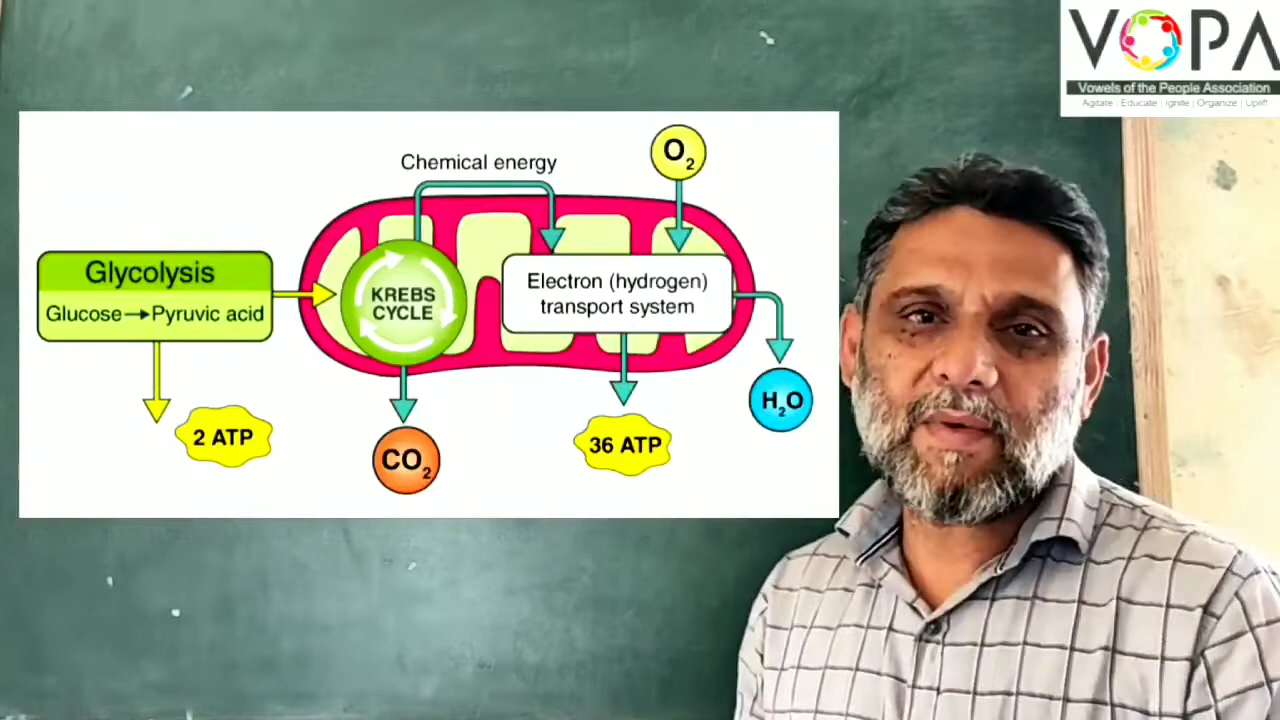 VOPA
Vowels of the People Association
Agitate | Educate | Ignite | Organize | Uplift
Chemical energy
O₂
Glycolysis
Glucose→Pyruvic acid
KREBS
CYCLE
Electron (hydrogen)
transport system
2 ATP
CO₂
36 ATP
H₂O